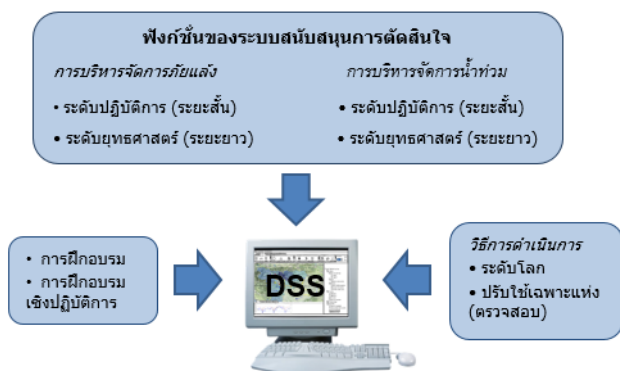 ฟังก์ชั่นของระบบสนับสนุนการตัดสินใจ
การบริหารจัดการภัยแล้ง
• ระดับปฏิบัติการ (ระยะสั้น)
• ระดับยุทธศาสตร์ (ระยะยาว)
การบริหารจัดการน้ำท่วม
• ระดับปฏิบัติการ (ระยะสั้น)
• ระดับยุทธศาสตร์ (ระยะยาว)
• การฝึกอบรม
• การฝึกอบรม
เชิงปฏิบัติการ
DSS
วิธีการดำเนินการ
• ระดับโลก
• ปรับใช้เฉพาะแห่ง
(ตรวจสอบ)